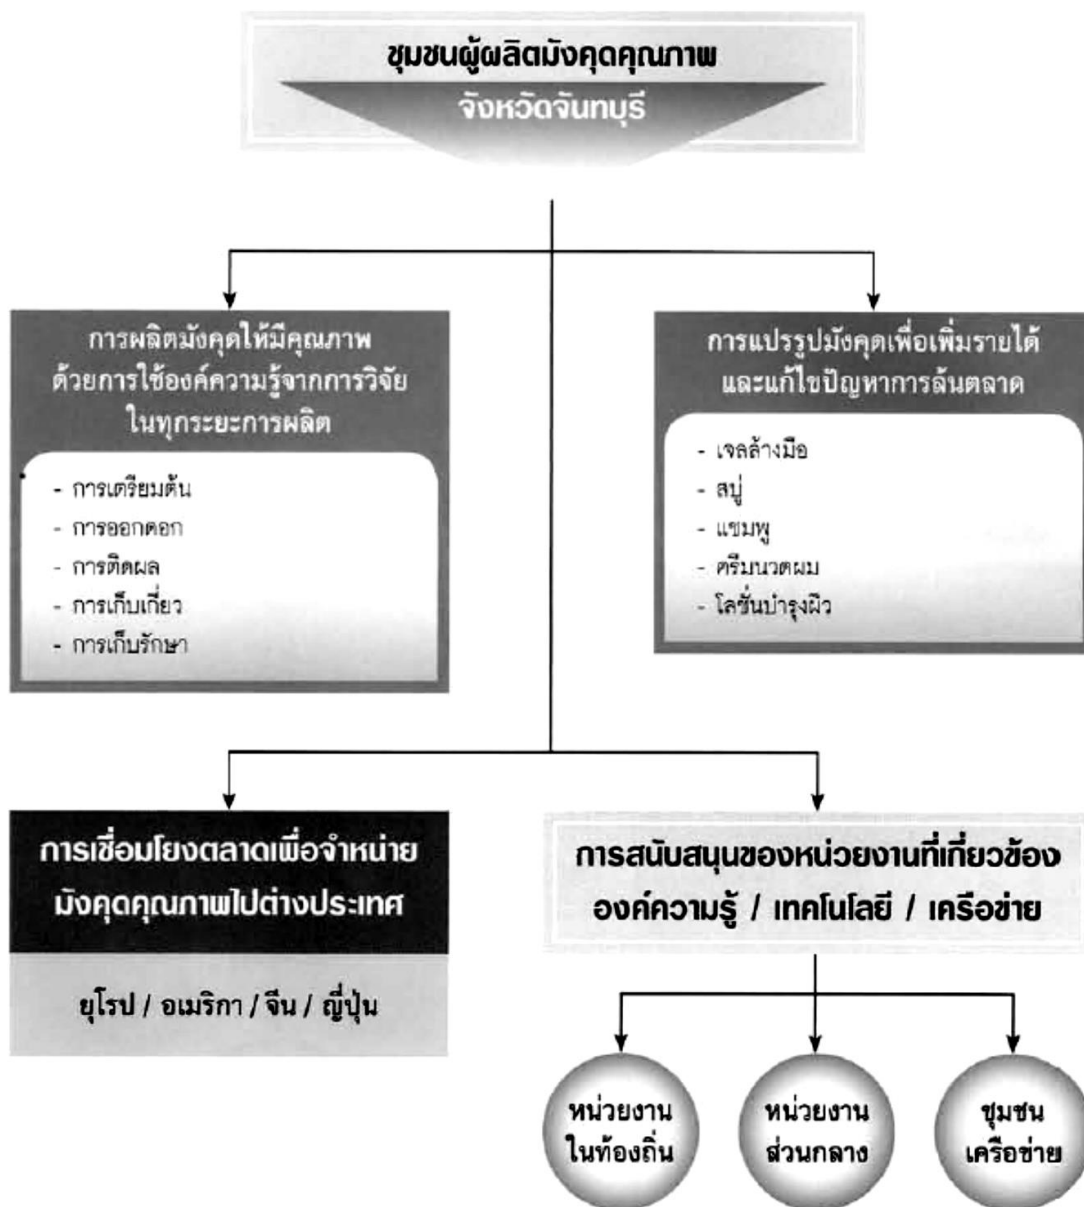 ชุมชนผู้ผลิตมังคุดคุณภาพ
จังหวัดจันทบุรี
การผลิตมังคุดให้มีคุณภาพ
ด้วยการใช้องค์ความรู้จากการวิจัย
ในทุกระยะการผลิต
- การเตรียมต้น
- การออกดอก
- การติดผล
- การเก็บเกี่ยว
- การเก็บรักษา
การแปรรูปมังคุดเพื่อเพิ่มรายได้
และแก้ไขปัญหาการล้นตลาด
- เจลล้างมือ
- สบู่
- แชมพู
- ครีมนวดผม
- โลชั่นบำรุงผิว
การเชื่อมโยงตลาดเพื่อจำหน่าย
มังคุดคุณภาพไปต่างประเทศ
ยุโรป / อเมริกา / จีน / ญี่ปุ่น
การสนับสนุนของหน่วยงานที่เกี่ยวข้อง
องค์ความรู้ / เทคโนโลยี / เครือข่าย
หน่วยงาน
ในท้องถิ่น
หน่วยงาน
ส่วนกลาง
ชุมชน
เครือข่าย